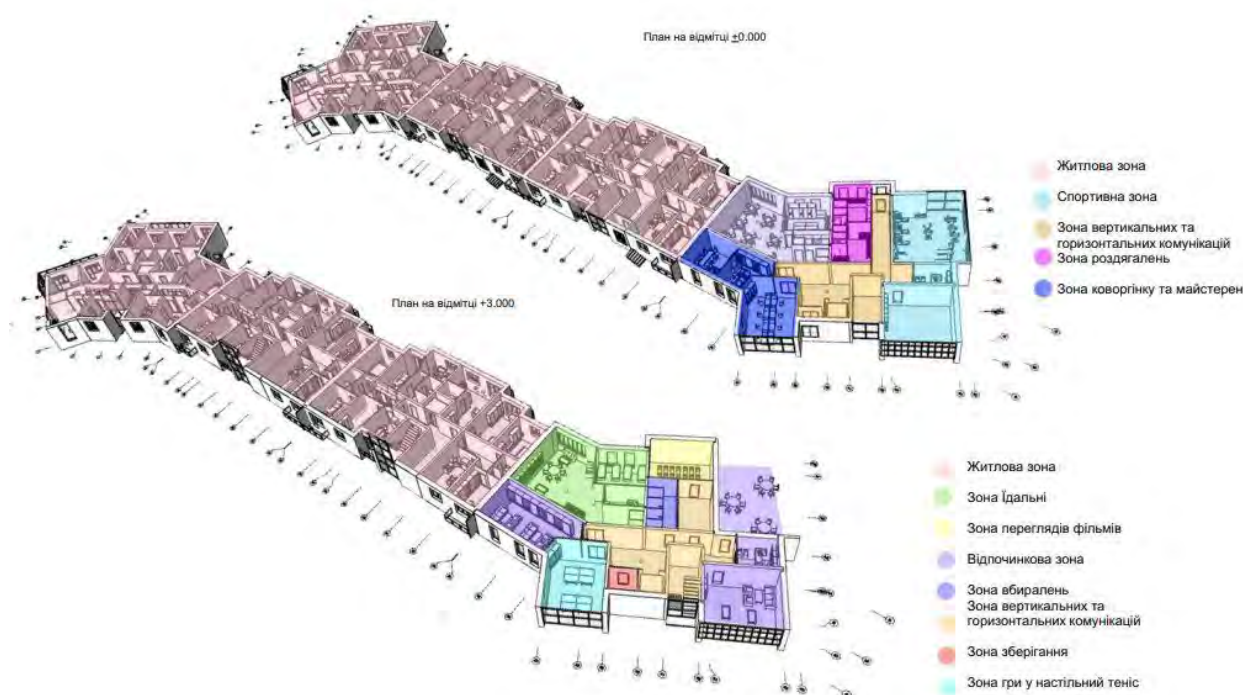 План на відмітці ±0.000
Житлова зона
Спортивна зона
Зона вертикальних та
горизонтальних комунікацій
Зона роздягалень
Зона коворгінку та майстерен
План на відмітці +3.000
Житлова зона
Зона Їдальні
Зона переглядів фільмів
Відпочинкова зона
Зона вбиралень
Зона вертикальних та
горизонтальних комунікацій
Зона зберігання
Зона гри у настільний теніс